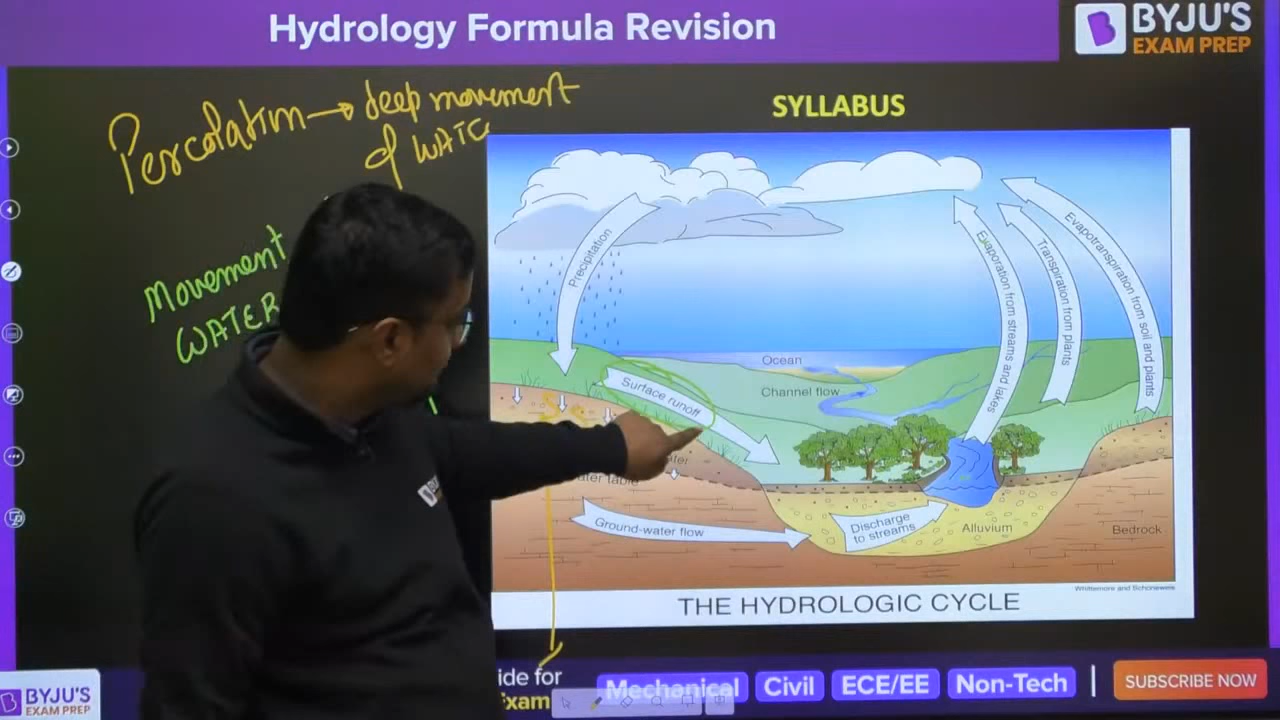 Hydrology Formula Revision
BYJU'S
EXAM PREP
SYLLABUS
Percolation → deep movement
of WATE
Movement
WATER
Precipitation
Evaporation from streams and lakes
Transpiration from plants
Evapotranspiration from soil and plants
Ocean
Channel flow
Surface runoff
Ground-water flow
Discharge
to streams
Alluvium
Bedrock
Whittemore and Schoneweis
THE HYDROLOGIC CYCLE
BYJU'S
EXAM PREP
ide for
Exam
Mechanical
Civil
ECE/EE
Non-Tech
SUBSCRIBE NOW